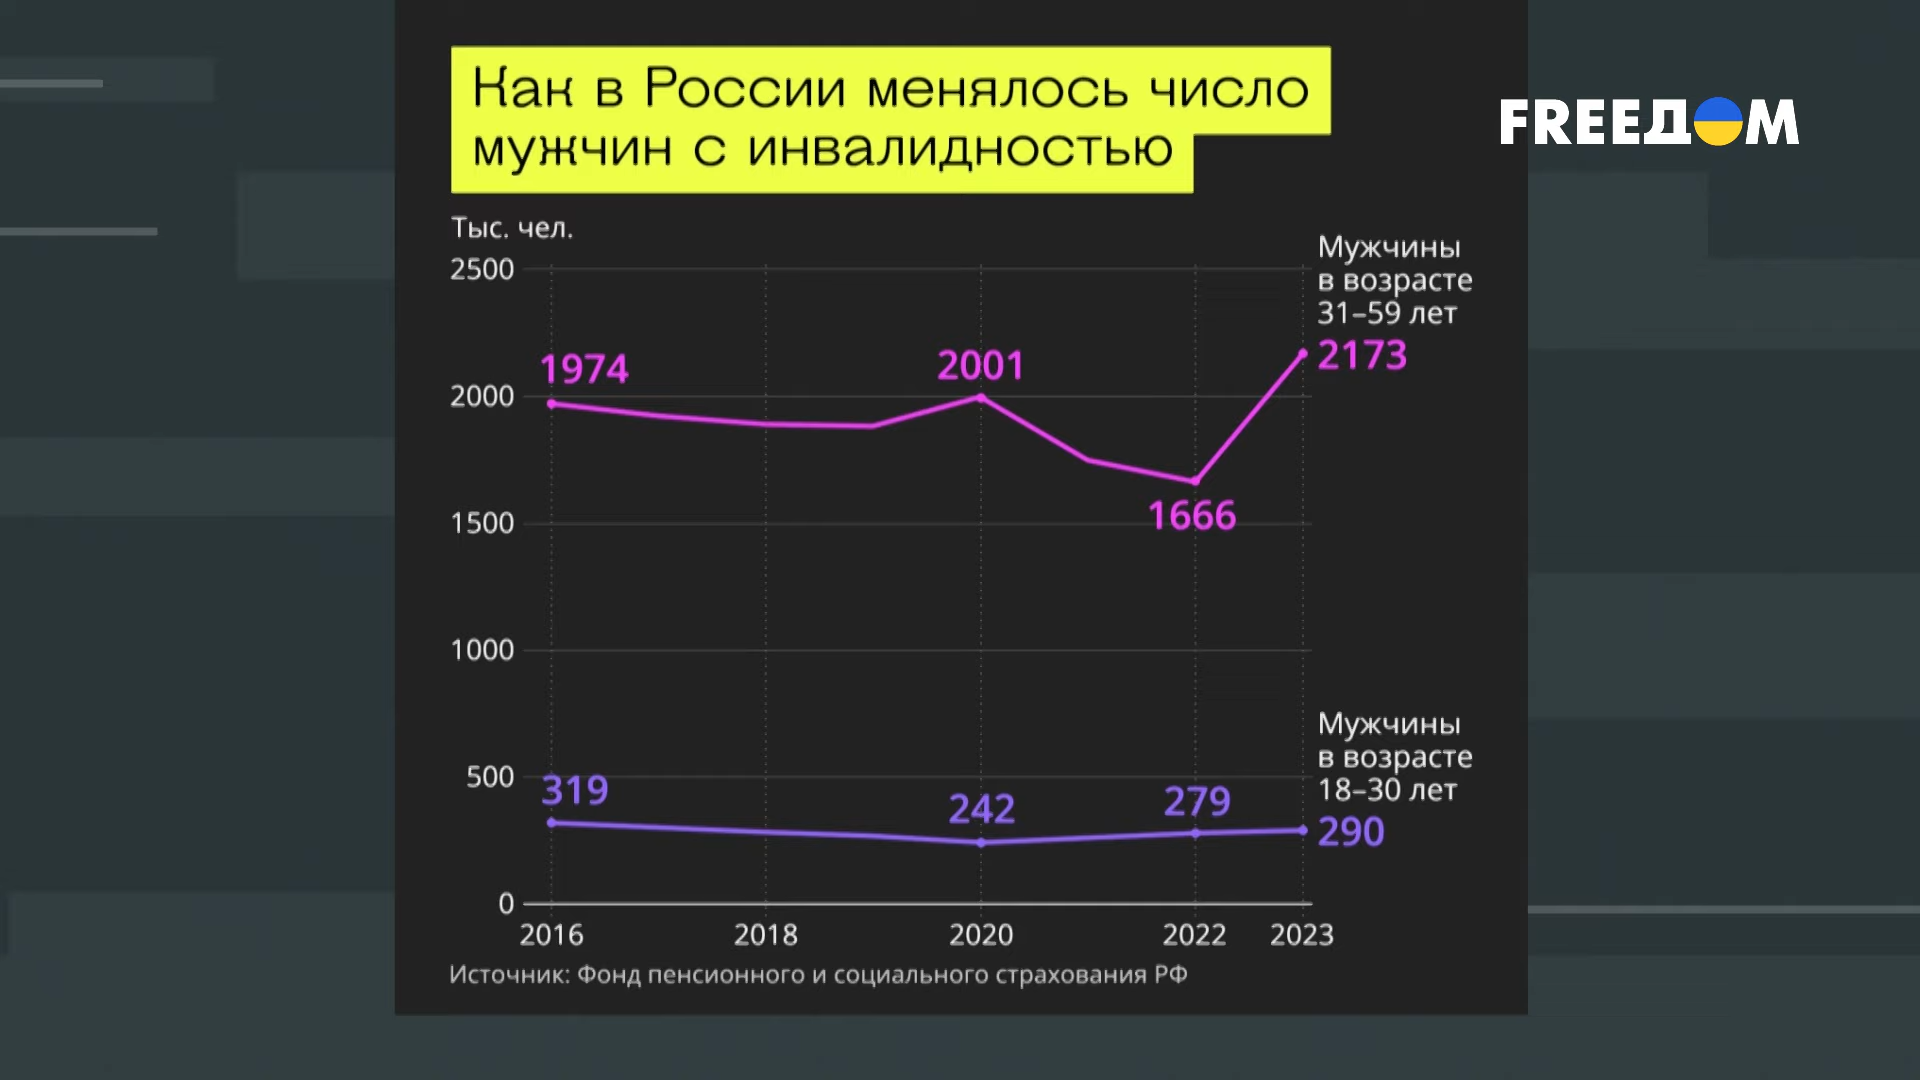 Как в России менялось число
мужчин с инвалидностью
FREEДОМ
Тыс. чел.
2500
2000
1500
1000
500
0
Мужчины
в возрасте
31–59 лет
2173
1974
2001
1666
Мужчины
в возрасте
18–30 лет
290
319
242
279
2016
2018
2020
2022
2023
Источник: Фонд пенсионного и социального страхования РФ